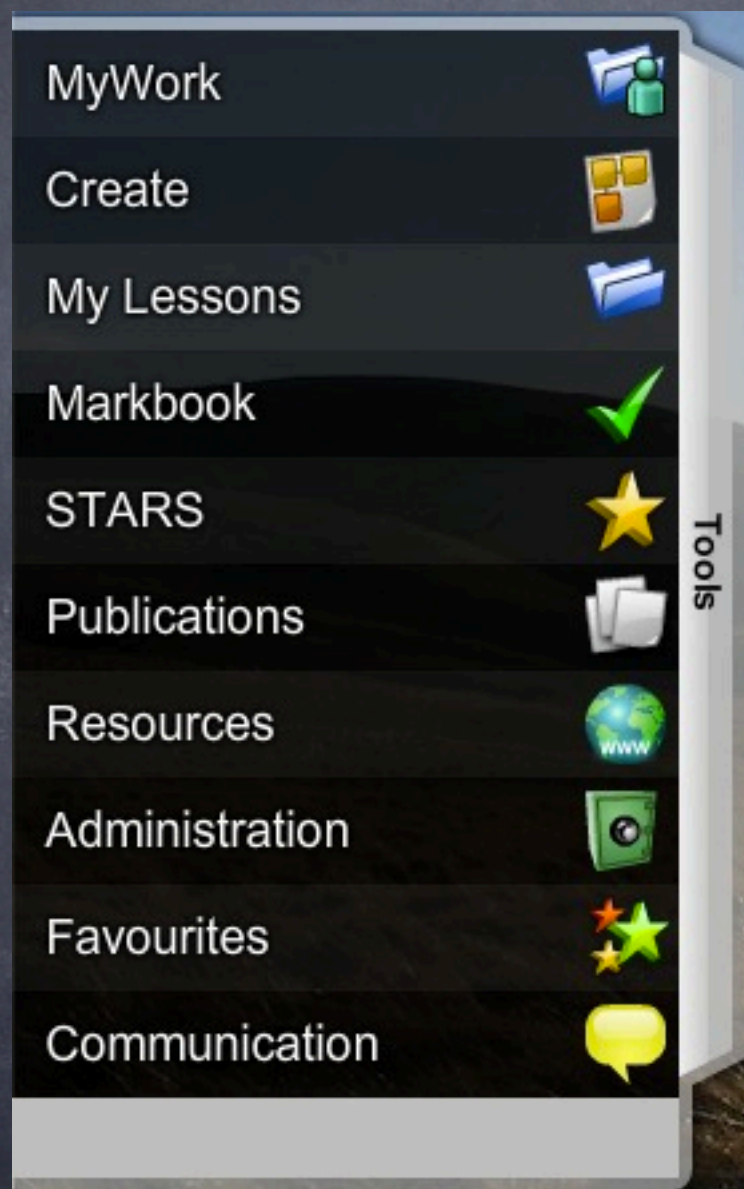 MyWork
Create
My Lessons
Markbook
STARS
Publications
Resources
www
Administration
Favourites
Communication
Tools